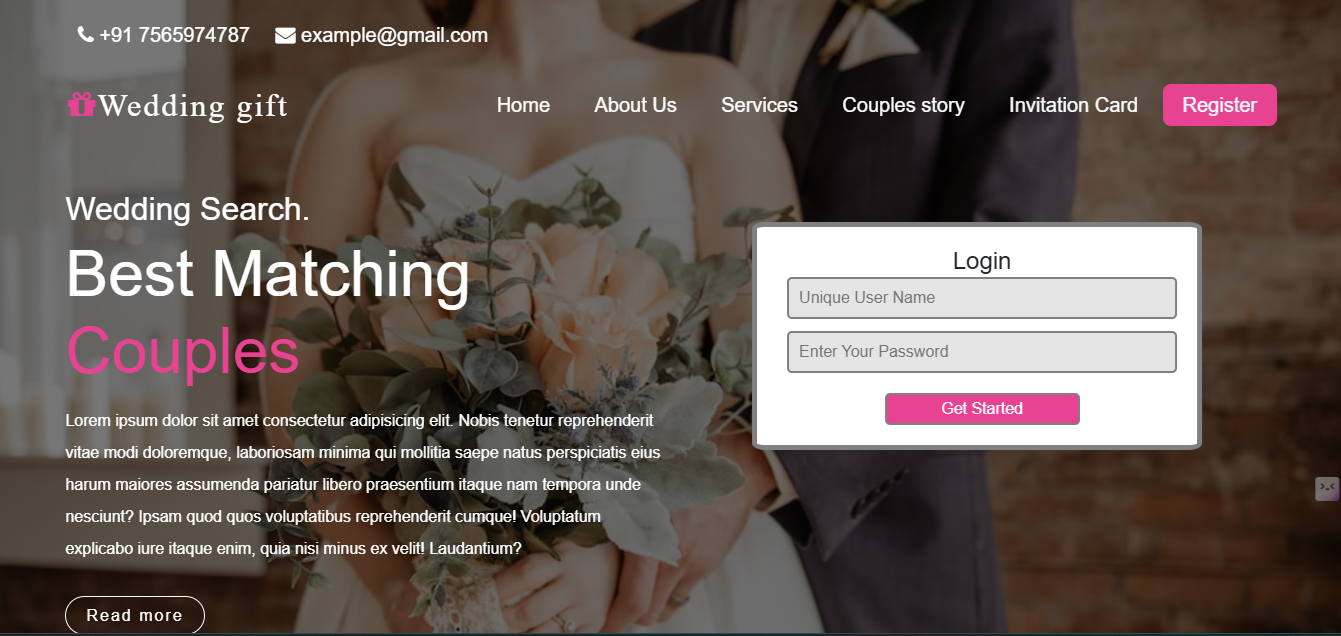 +91 7565974787 example@gmail.com
Wedding gift Home About Us Services Couples story Invitation Card Register
Wedding Search.
Best Matching
Couples
Lorem ipsum dolor sit amet consectetur adipisicing elit. Nobis tenetur reprehenderit
vitae modi doloremque, laboriosam minima qui mollitia saepe natus perspiciatis eius
harum maiores assumenda pariatur libero praesentium itaque nam tempora unde
nesciunt? Ipsam quod quos voluptatibus reprehenderit cumque! Voluptatum
explicabo iure itaque enim, quia nisi minus ex velit! Laudantium?
Read more
Login
Unique User Name
Enter Your Password
Get Started